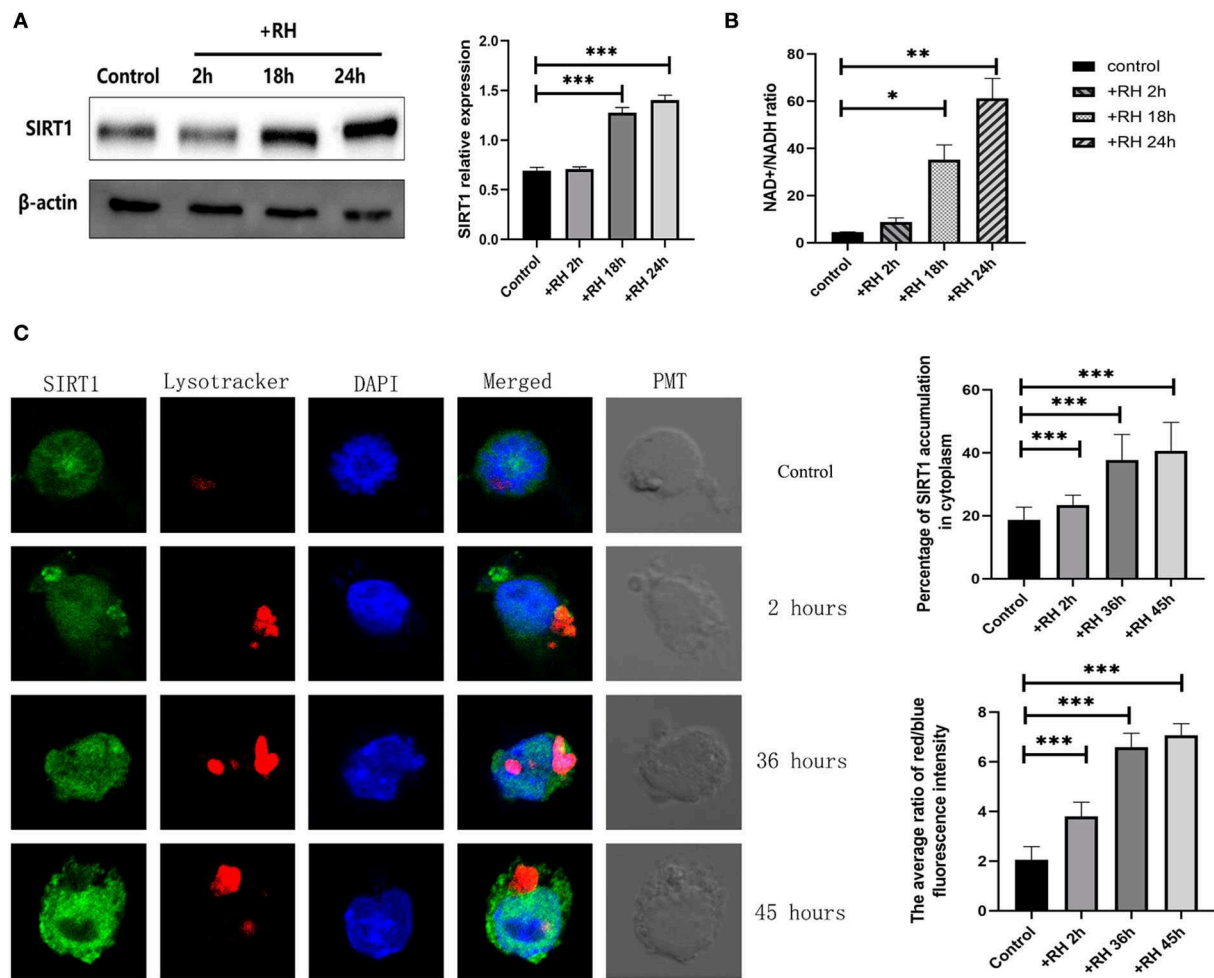 A
+RH
Control 2h 18h 24h
SIRT1
β-actin
SIRT1 relative expression
2.0
1.5
1.0
0.5
0.0
***
***
Control
+RH 2h
+RH 18h
+RH 24h
B
NAD+/NADH ratio
80
60
40
20
0
**
*
control
+RH 2h
+RH 18h
+RH 24h
control
+RH 2h
+RH 18h
+RH 24h
C
SIRT1 Lysotracker DAPI Merged PMT
Control
2 hours
36 hours
45 hours
Percentage of SIRT1 accumulation
in cytoplasm
60
40
20
0
***
***
***
Control
+RH 2h
+RH 36h
+RH 45h
The average ratio of red/blue
fluorescence intensity
8
6
4
2
0
***
***
***
Control
+RH 2h
+RH 36h
+RH 45h